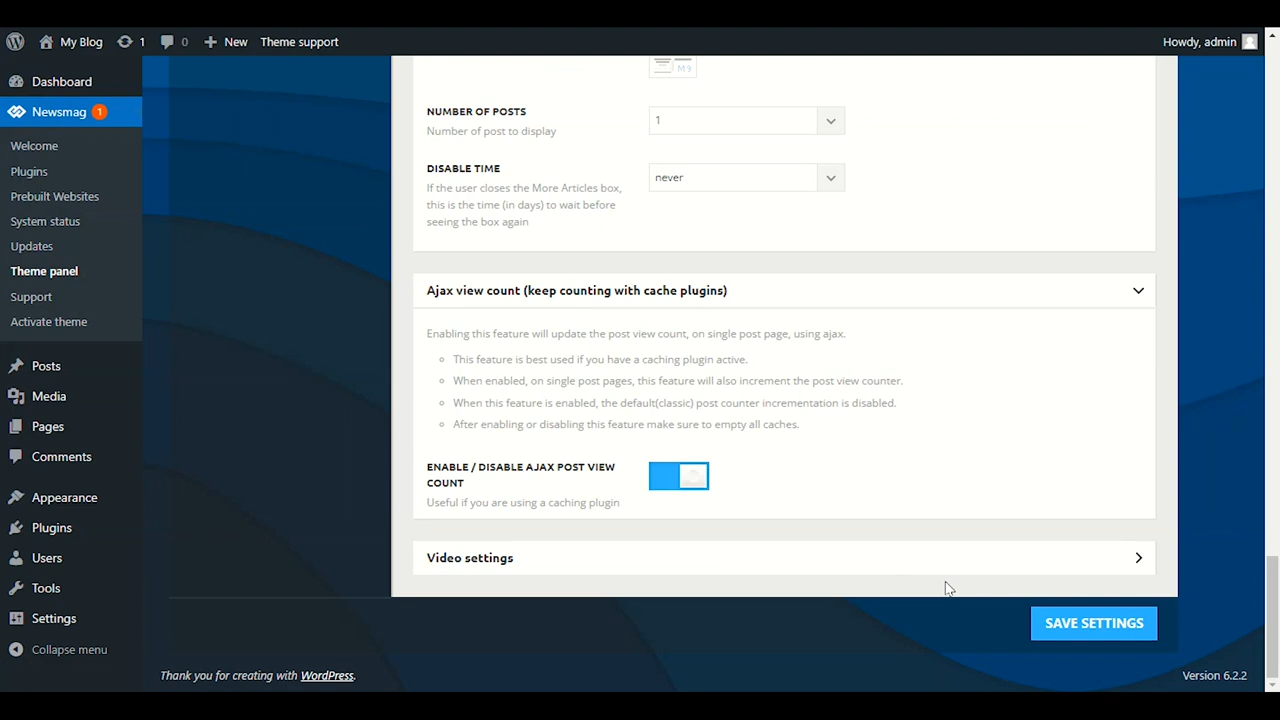 My Blog 1 0 New Theme support Howdy, admin
Dashboard
Newsmag 1
Welcome
Plugins
Prebuilt Websites
System status
Updates
Theme panel
Support
Activate theme
Posts
Media
Pages
Comments
Appearance
Plugins
Users
Tools
Settings
Collapse menu
M9
NUMBER OF POSTS
Number of post to display
1
DISABLE TIME
If the user closes the More Articles box,
this is the time (in days) to wait before
seeing the box again
never
Ajax view count (keep counting with cache plugins)
Enabling this feature will update the post view count, on single post page, using ajax.
This feature is best used if you have a caching plugin active.
When enabled, on single post pages, this feature will also increment the post view counter.
When this feature is enabled, the default(classic) post counter incrementation is disabled.
After enabling or disabling this feature make sure to empty all caches.
ENABLE / DISABLE AJAX POST VIEW
COUNT
Useful if you are using a caching plugin
Video settings
SAVE SETTINGS
Thank you for creating with WordPress. Version 6.2.2